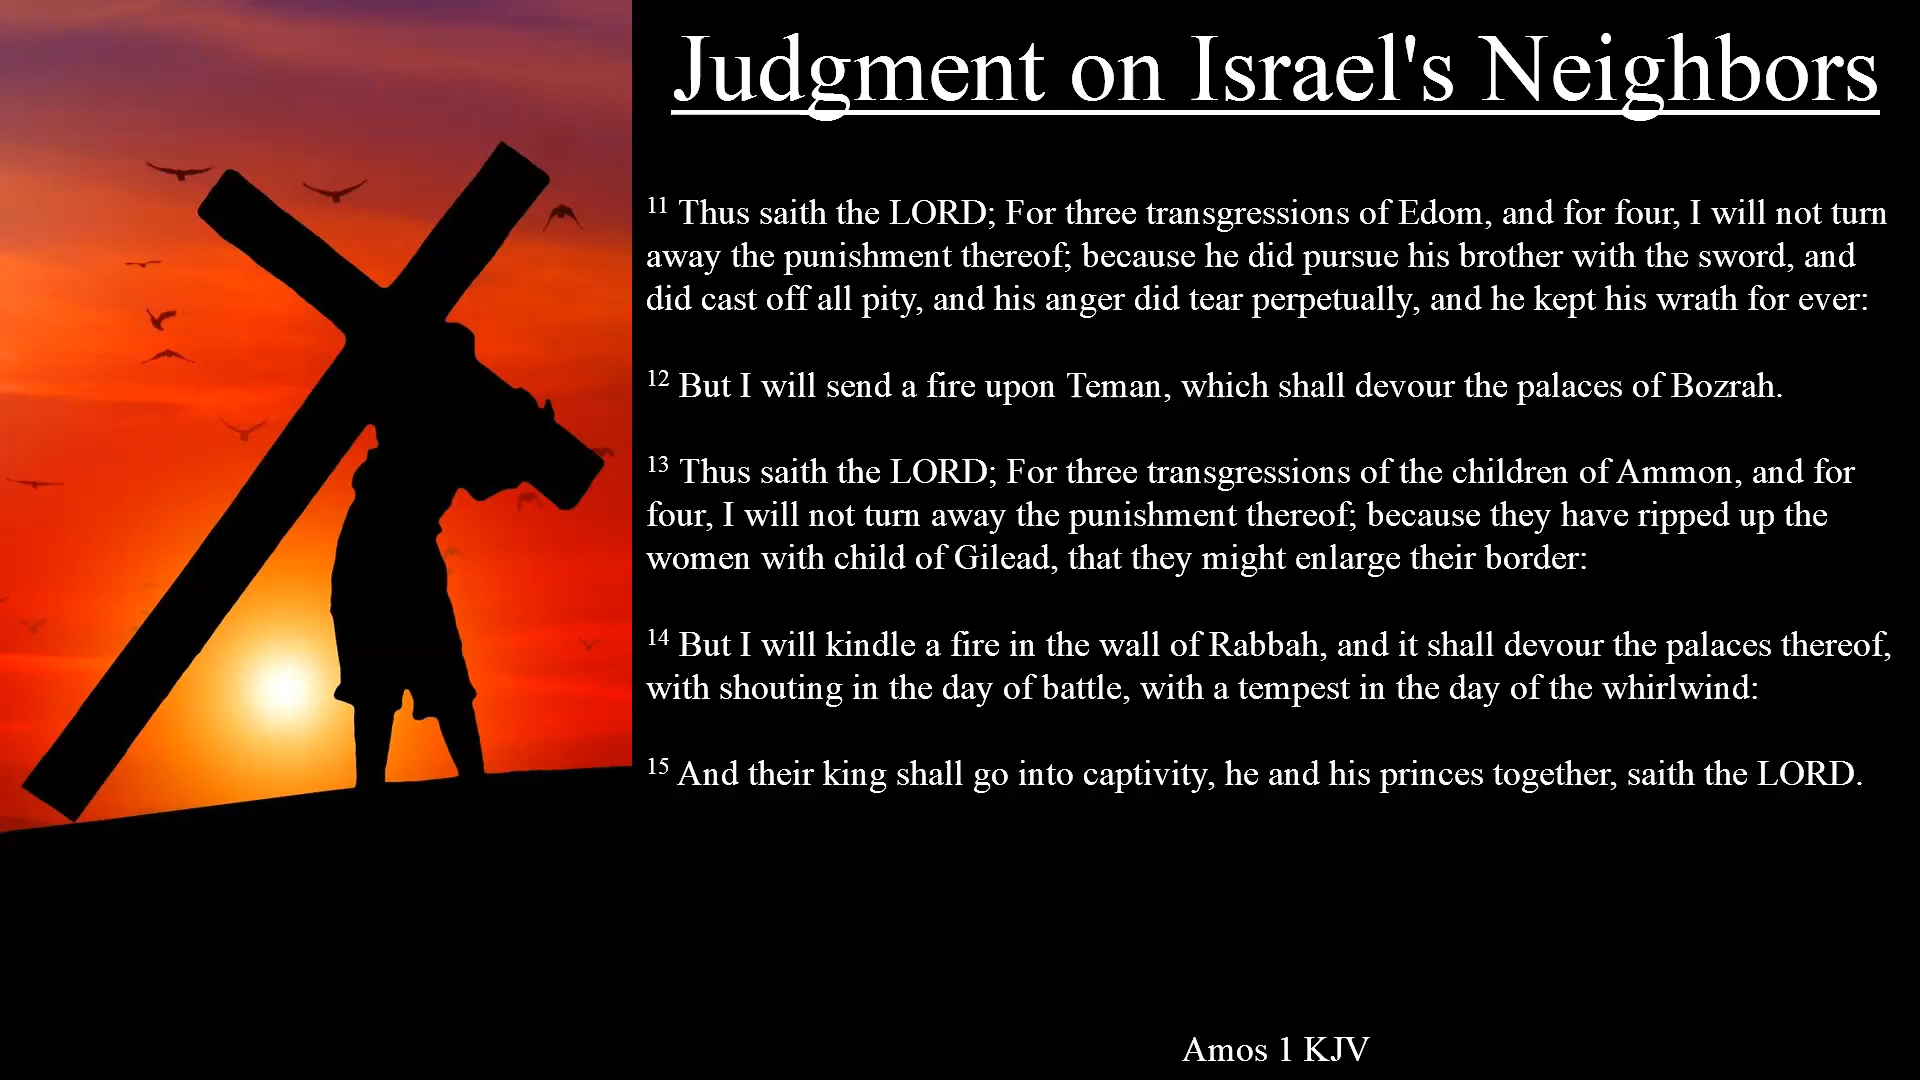 Judgment on Israel's Neighbors
11 Thus saith the LORD; For three transgressions of Edom, and for four, I will not turn
away the punishment thereof; because he did pursue his brother with the sword, and
did cast off all pity, and his anger did tear perpetually, and he kept his wrath for ever:
12 But I will send a fire upon Teman, which shall devour the palaces of Bozrah.
13 Thus saith the LORD; For three transgressions of the children of Ammon, and for
four, I will not turn away the punishment thereof; because they have ripped up the
women with child of Gilead, that they might enlarge their border:
14 But I will kindle a fire in the wall of Rabbah, and it shall devour the palaces thereof,
with shouting in the day of battle, with a tempest in the day of the whirlwind:
15 And their king shall go into captivity, he and his princes together, saith the LORD.
Amos 1 KJV